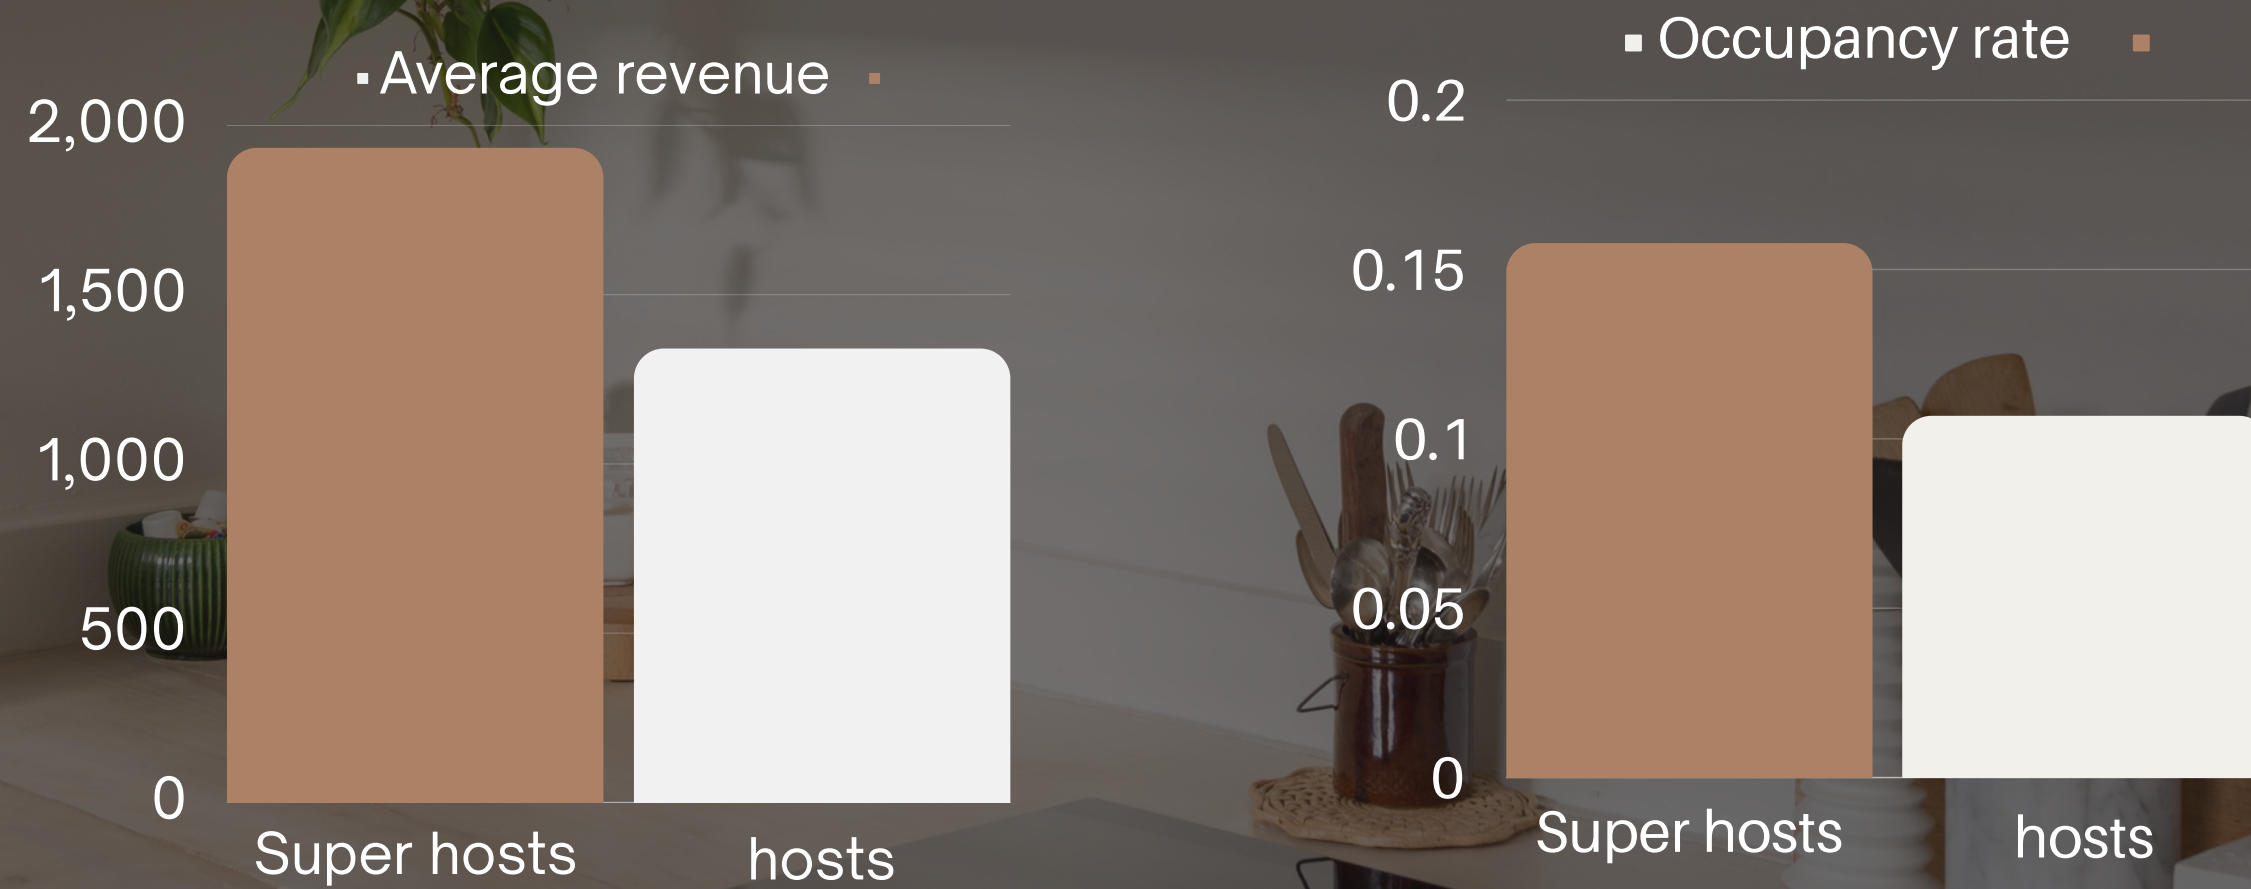 Average revenue
2,000
1,500
1,000
500
0
Super hosts
hosts
Occupancy rate
0.2
0.15
0.1
0.05
0
Super hosts
hosts